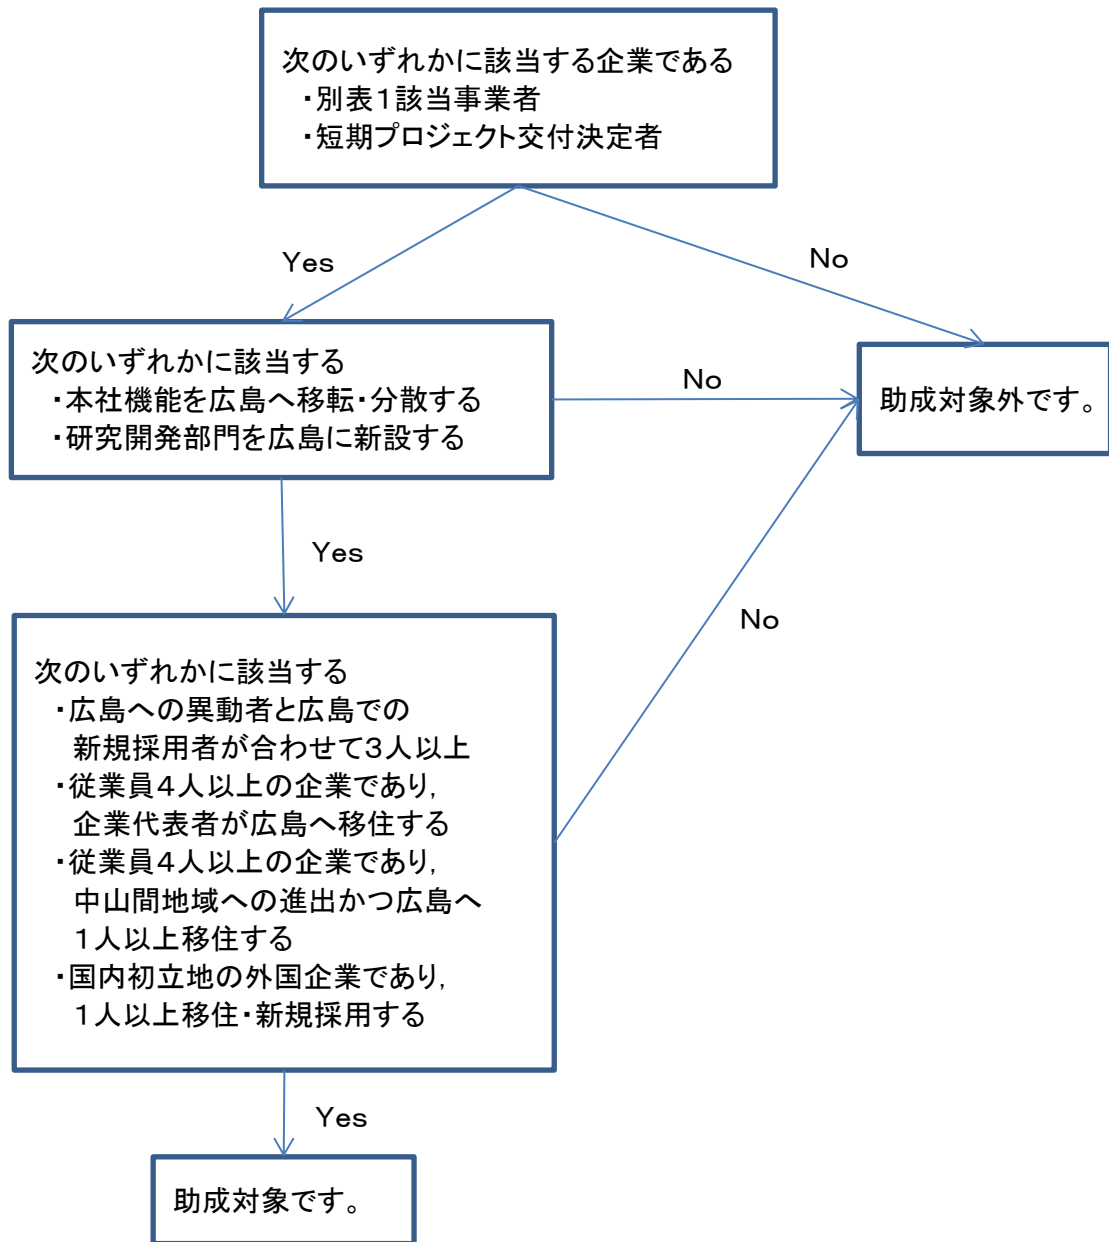 次のいずれかに該当する企業である
・別表１該当事業者
・短期プロジェクト交付決定者
Yes
No
次のいずれかに該当する
・本社機能を広島へ移転・分散する
・研究開発部門を広島に新設する
No
助成対象外です。
Yes
No
次のいずれかに該当する
・広島への異動者と広島での
新規採用者が合わせて３人以上
・従業員４人以上の企業であり，
企業代表者が広島へ移住する
・従業員４人以上の企業であり，
中山間地域への進出かつ広島へ
１人以上移住する
・国内初立地の外国企業であり，
１人以上移住・新規採用する
Yes
助成対象です。